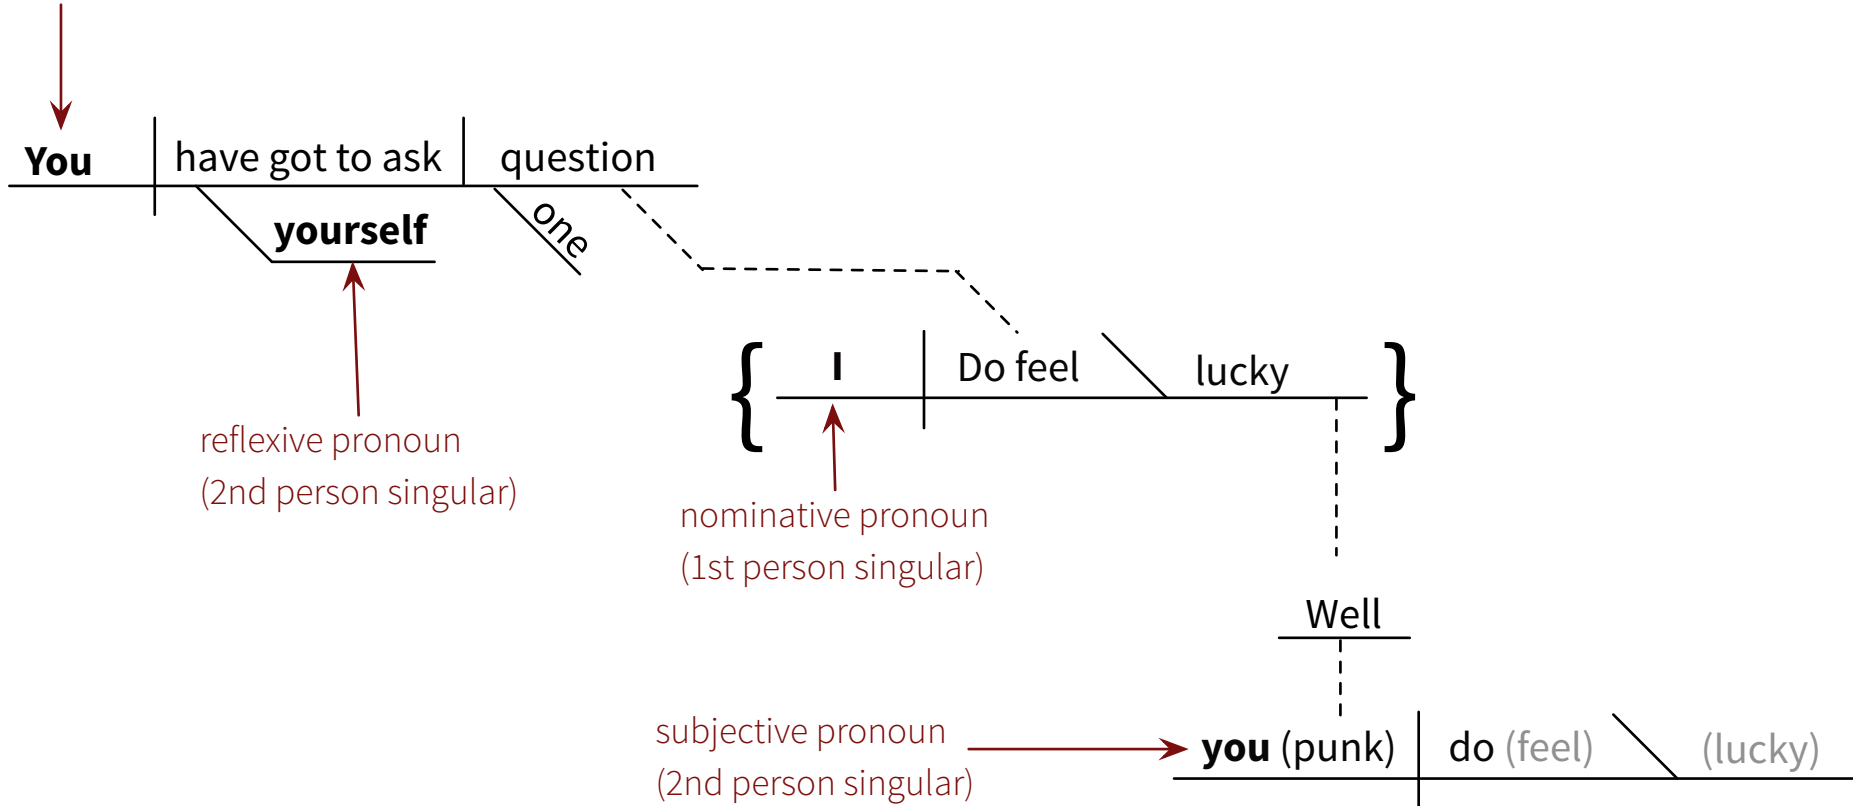 You have got to ask question
yourself
one
{ I Do feel lucky }
reflexive pronoun
(2nd person singular)
nominative pronoun
(1st person singular)
Well
subjective pronoun
(2nd person singular)
you (punk) do (feel) (lucky)